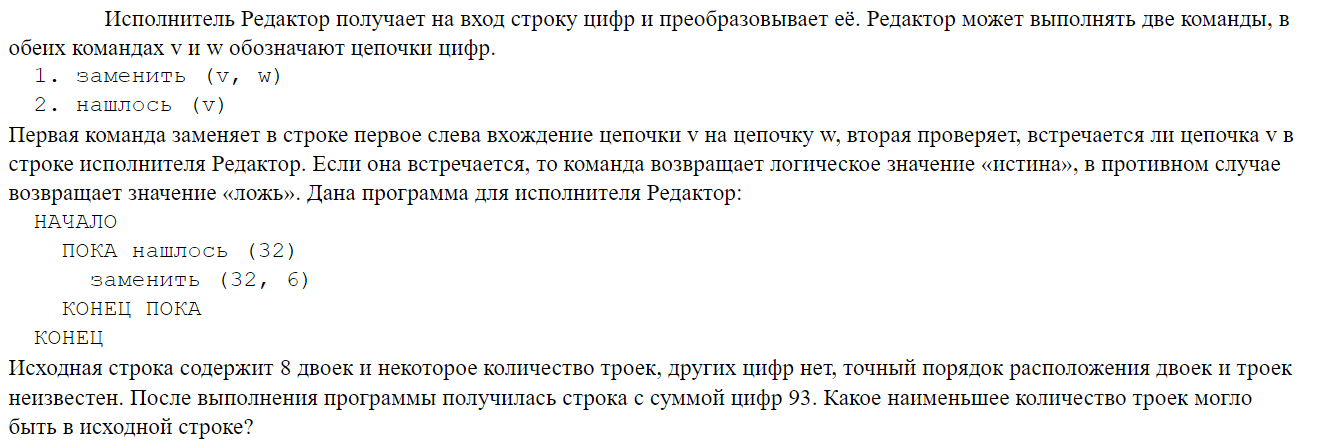 Исполнитель Редактор получает на вход строку цифр и преобразовывает её. Редактор может выполнять две команды, в
обеих командах v и w обозначают цепочки цифр.
1. заменить (v, w)
2. нашлось (v)
Первая команда заменяет в строке первое слева вхождение цепочки v на цепочку w, вторая проверяет, встречается ли цепочка v в
строке исполнителя Редактор. Если она встречается, то команда возвращает логическое значение «истина», в противном случае
возвращает значение «ложь». Дана программа для исполнителя Редактор:
НАЧАЛО
ПОКА нашлось (32)
заменить (32, 6)
КОНЕЦ ПОКА
КОНЕЦ
Исходная строка содержит 8 двоек и некоторое количество троек, других цифр нет, точный порядок расположения двоек и троек
неизвестен. После выполнения программы получилась строка с суммой цифр 93. Какое наименьшее количество троек могло
быть в исходной строке?